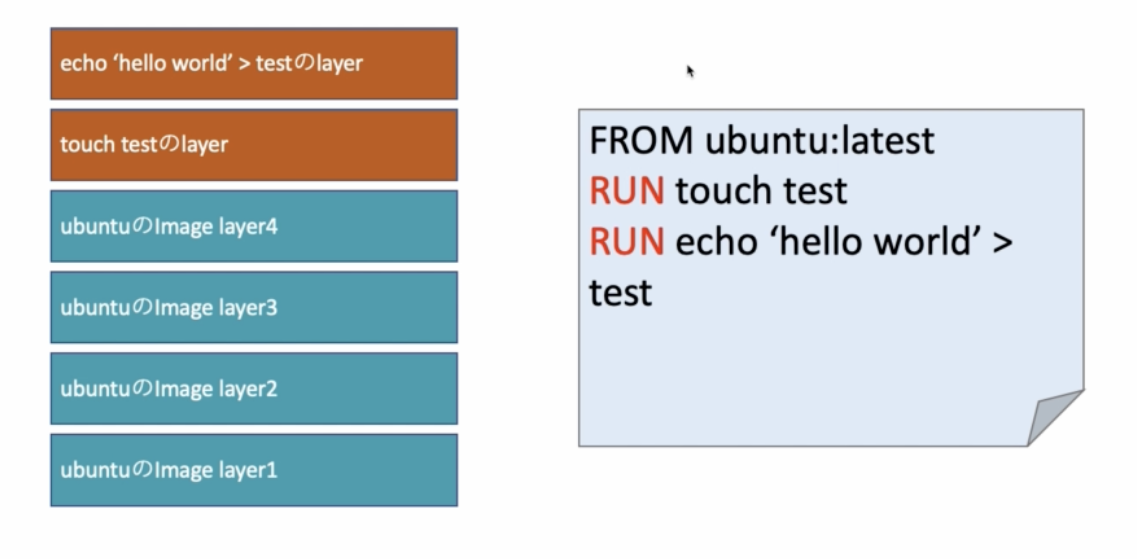 echo ‘hello world’ > testのlayer
touch testのlayer
ubuntuのImage layer4
ubuntuのImage layer3
ubuntuのImage layer2
ubuntuのImage layer1
FROM ubuntu:latest
RUN touch test
RUN echo ‘hello world’ >
test